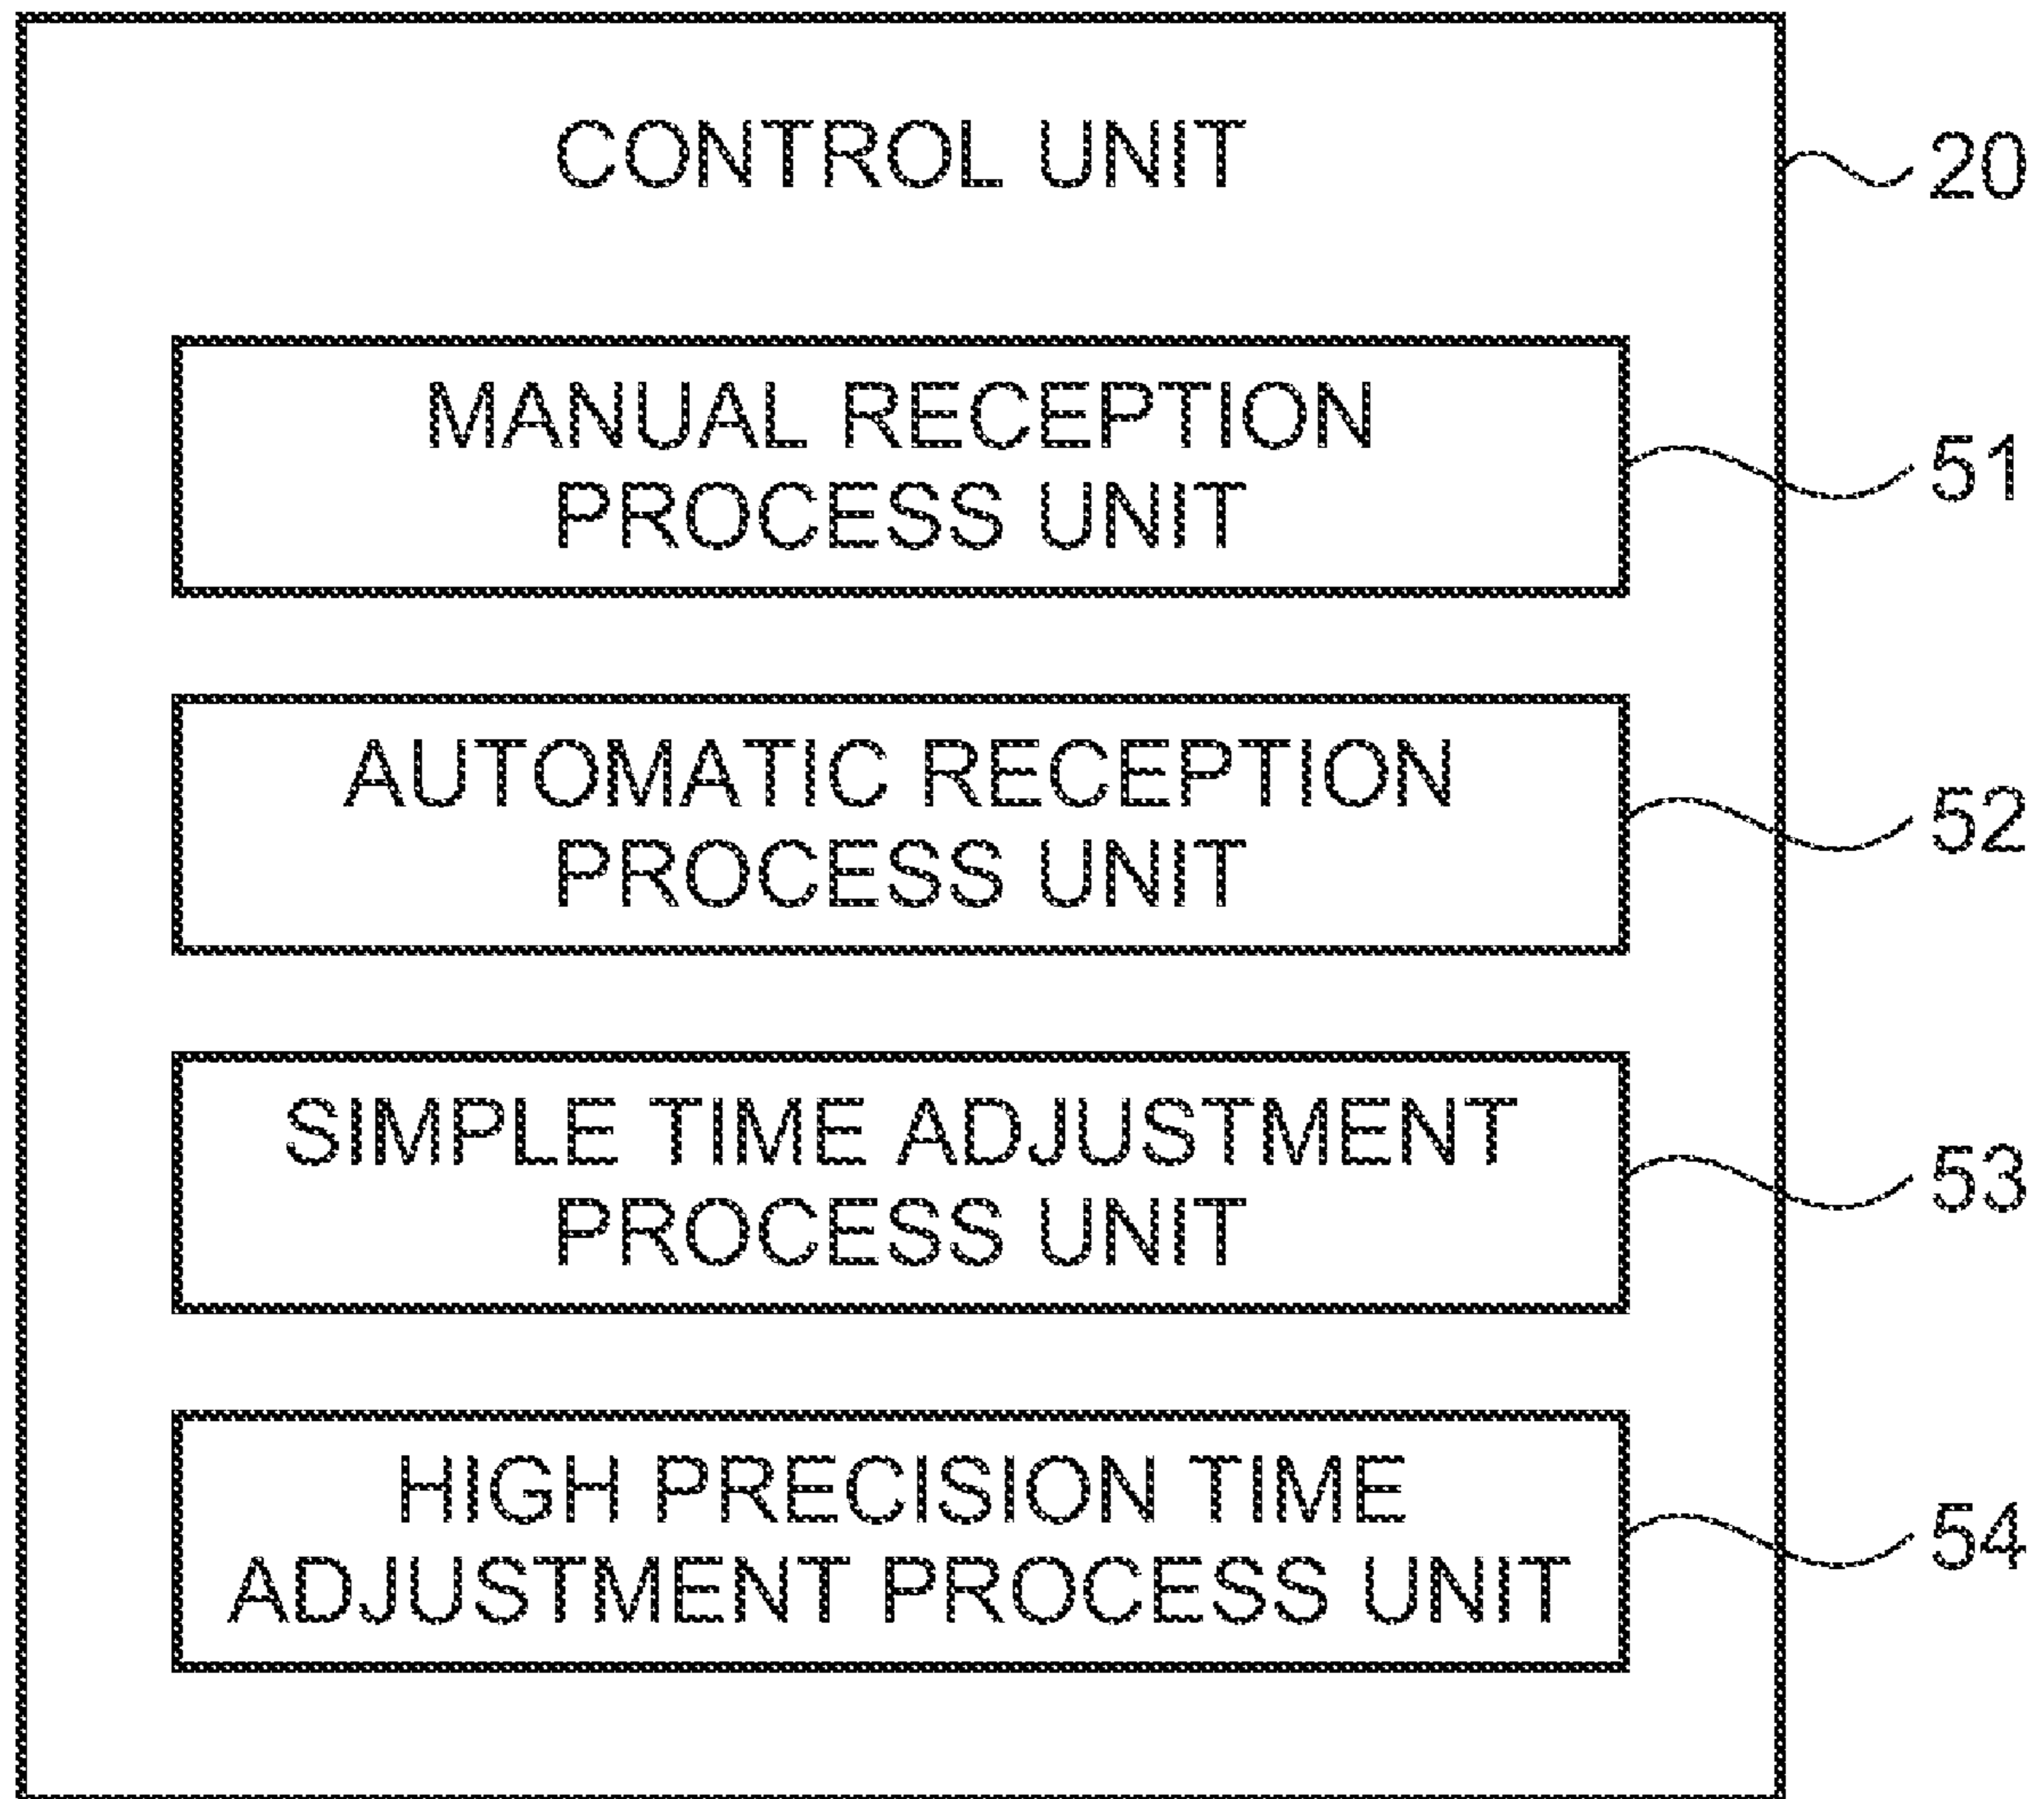 CONTROL UNIT
20
MANUAL RECEPTION
PROCESS UNIT
51
AUTOMATIC RECEPTION
PROCESS UNIT
52
SIMPLE TIME ADJUSTMENT
PROCESS UNIT
53
HIGH PRECISION TIME
ADJUSTMENT PROCESS UNIT
54